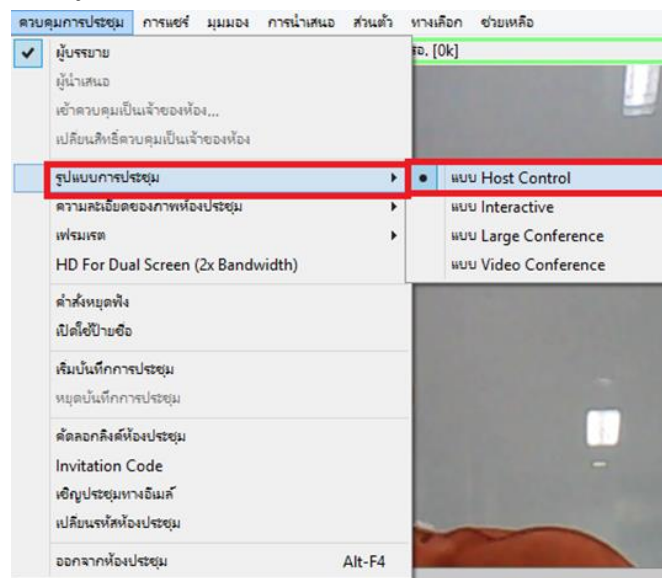 ควบคุมการประชุม การแชร์ มุมมอง การนำเสนอ ส่วนตัว ทางเลือก ช่วยเหลือ
ผู้บรรยาย
รอ. [0k]
ผู้นำเสนอ
เข้าควบคุมเป็นเจ้าของห้อง...
เปลี่ยนสิทธิ์ควบคุมเป็นเจ้าของห้อง
รูปแบบการประชุม
แบบ Host Control
ความละเอียดของภาพห้องประชุม
แบบ Interactive
เฟรมเรต
แบบ Large Conference
HD For Dual Screen (2x Bandwidth)
แบบ Video Conference
คำสั่งหยุดฟัง
เปิดใช้ป้ายชื่อ
เริ่มบันทึกการประชุม
หยุดบันทึกการประชุม
คัดลอกลิงค์ห้องประชุม
Invitation Code
เชิญประชุมทางอีเมล์
เปลี่ยนรหัสห้องประชุม
ออกจากห้องประชุม Alt-F4